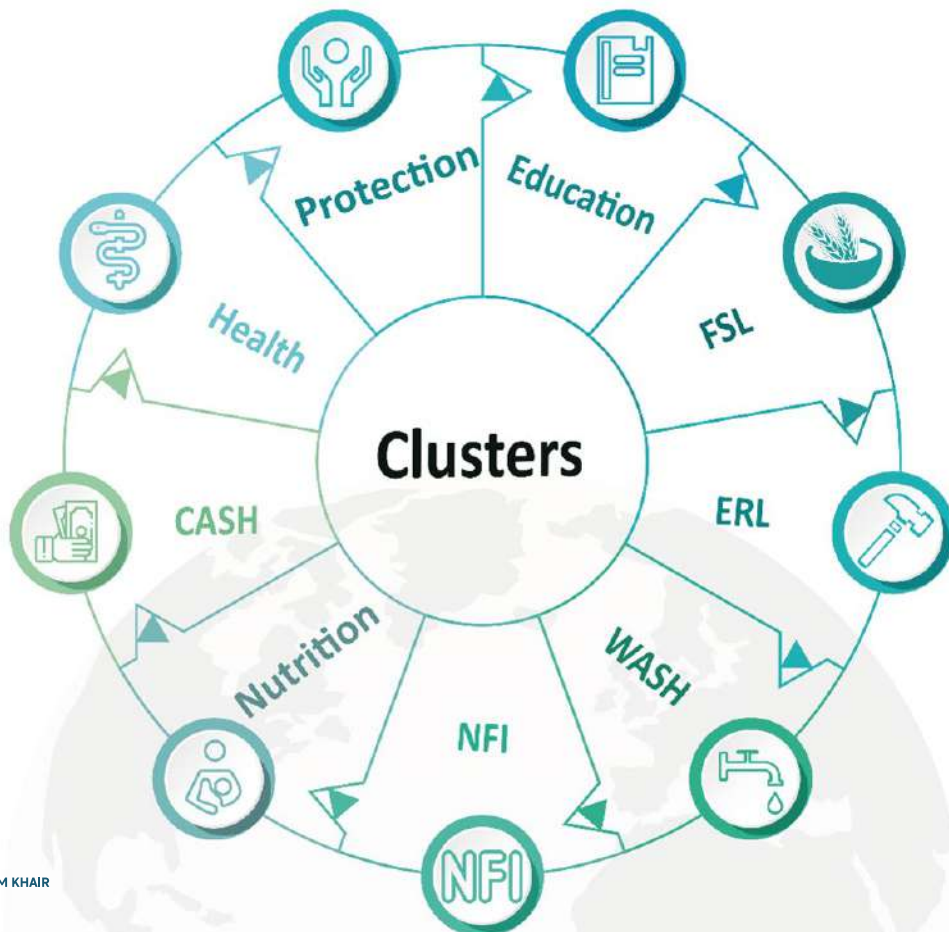 Protection
Education
Health
FSL
Clusters
CASH
ERL
Nutrition
WASH
NFI
NFI
M KHAIR